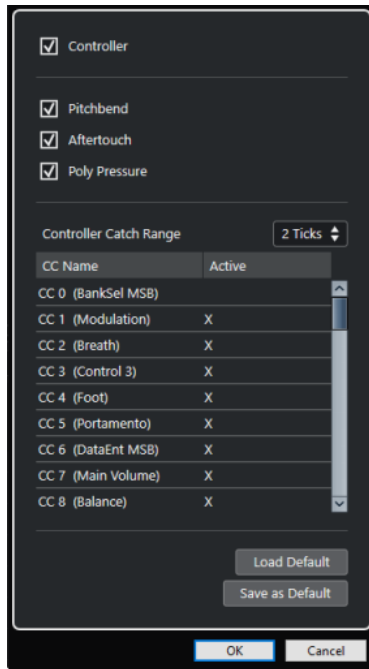 Controller
Pitchbend
Aftertouch
Poly Pressure
Controller Catch Range 2 Ticks
CC Name Active
CC 0 (BankSel MSB)
CC 1 (Modulation) X
CC 2 (Breath) X
CC 3 (Control 3) X
CC 4 (Foot) X
CC 5 (Portamento) X
CC 6 (DataEnt MSB) X
CC 7 (Main Volume) X
CC 8 (Balance) X
Load Default
Save as Default
OK Cancel